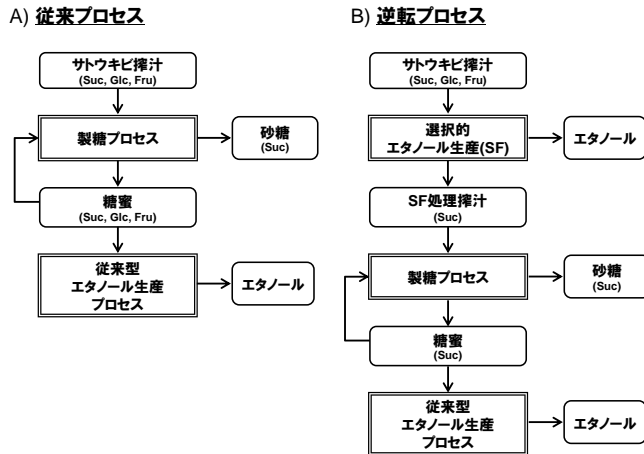 A) 従来プロセス
サトウキビ搾汁
(Suc, Glc, Fru)
製糖プロセス
砂糖
(Suc)
糖蜜
(Suc, Glc, Fru)
従来型
エタノール生産
プロセス
エタノール
B) 逆転プロセス
サトウキビ搾汁
(Suc, Glc, Fru)
選択的
エタノール生産(SF)
エタノール
SF処理搾汁
(Suc)
製糖プロセス
砂糖
(Suc)
糖蜜
(Suc)
従来型
エタノール生産
プロセス
エタノール